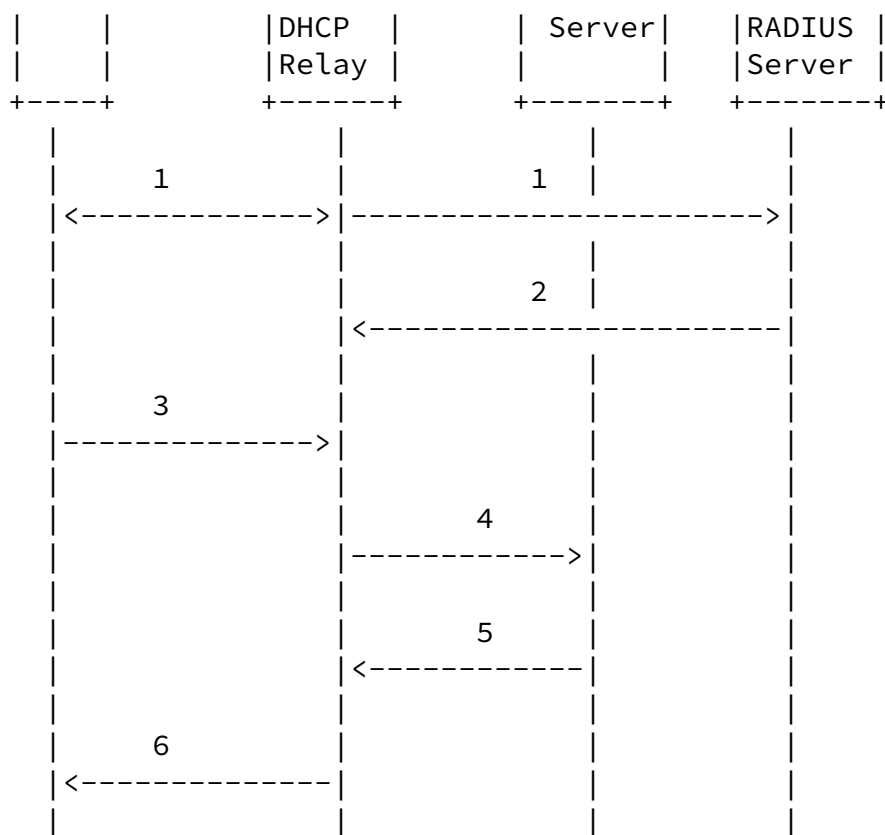 |     |        |DHCP  |      | Server|   |RADIUS |
|     |        |Relay |      |       |   |Server |
+----+        +------+      +-------+   +-------+
1 1
2
3
4
5
6